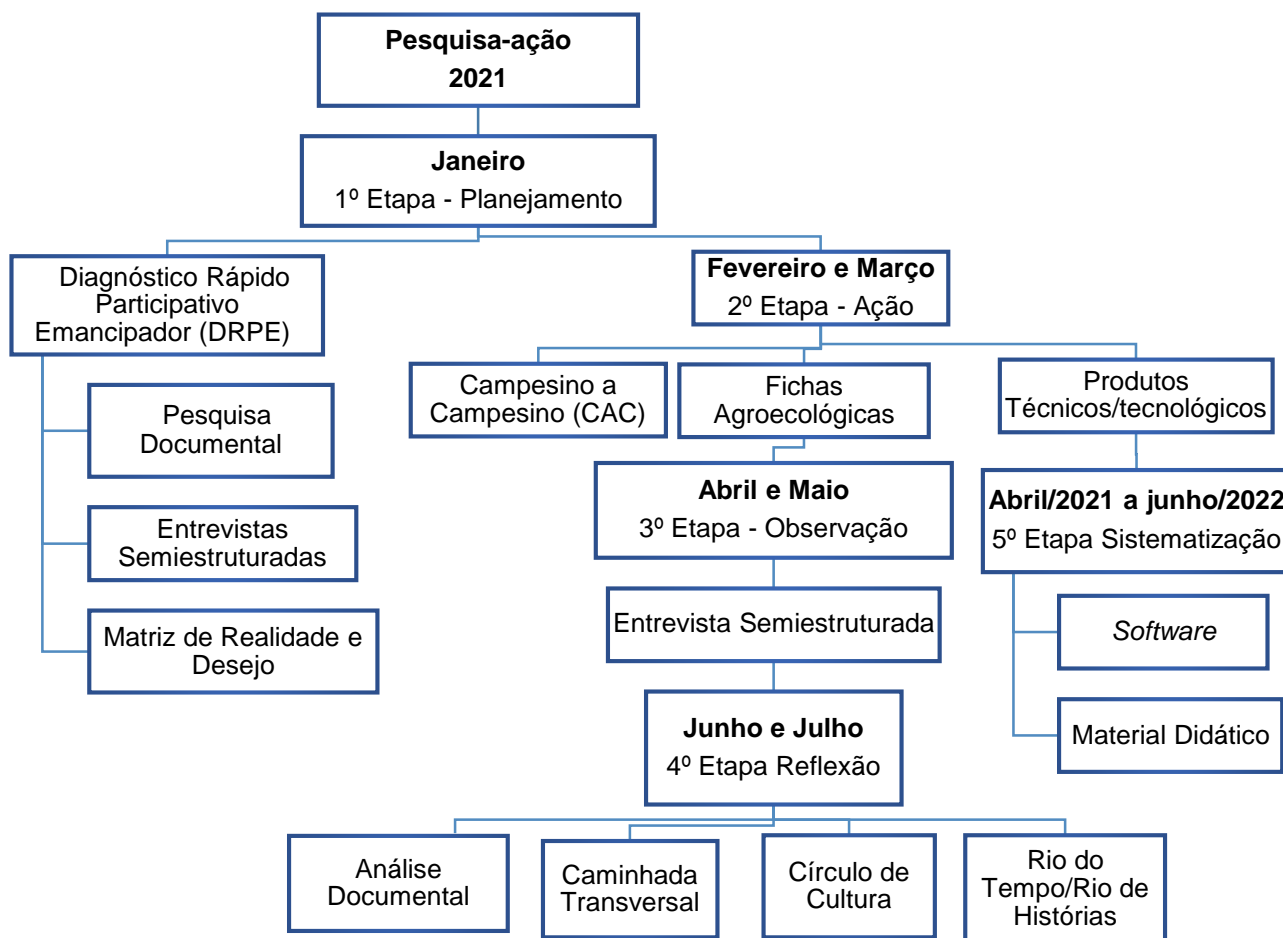 Pesquisa-ação
2021
Janeiro
1º Etapa - Planejamento
Diagnóstico Rápido
Participativo
Emancipador (DRPE)
Pesquisa
Documental
Entrevistas
Semiestruturadas
Matriz de Realidade e
Desejo
Fevereiro e Março
2º Etapa - Ação
Campesino a
Campesino (CAC)
Fichas
Agroecológicas
Produtos
Técnicos/tecnológicos
Abril e Maio
3º Etapa - Observação
Entrevista Semiestruturada
Junho e Julho
4º Etapa Reflexão
Análise
Documental
Caminhada
Transversal
Círculo de
Cultura
Rio do
Tempo/Rio de
Histórias
Abril/2021 a junho/2022
5º Etapa Sistematização
Software
Material Didático